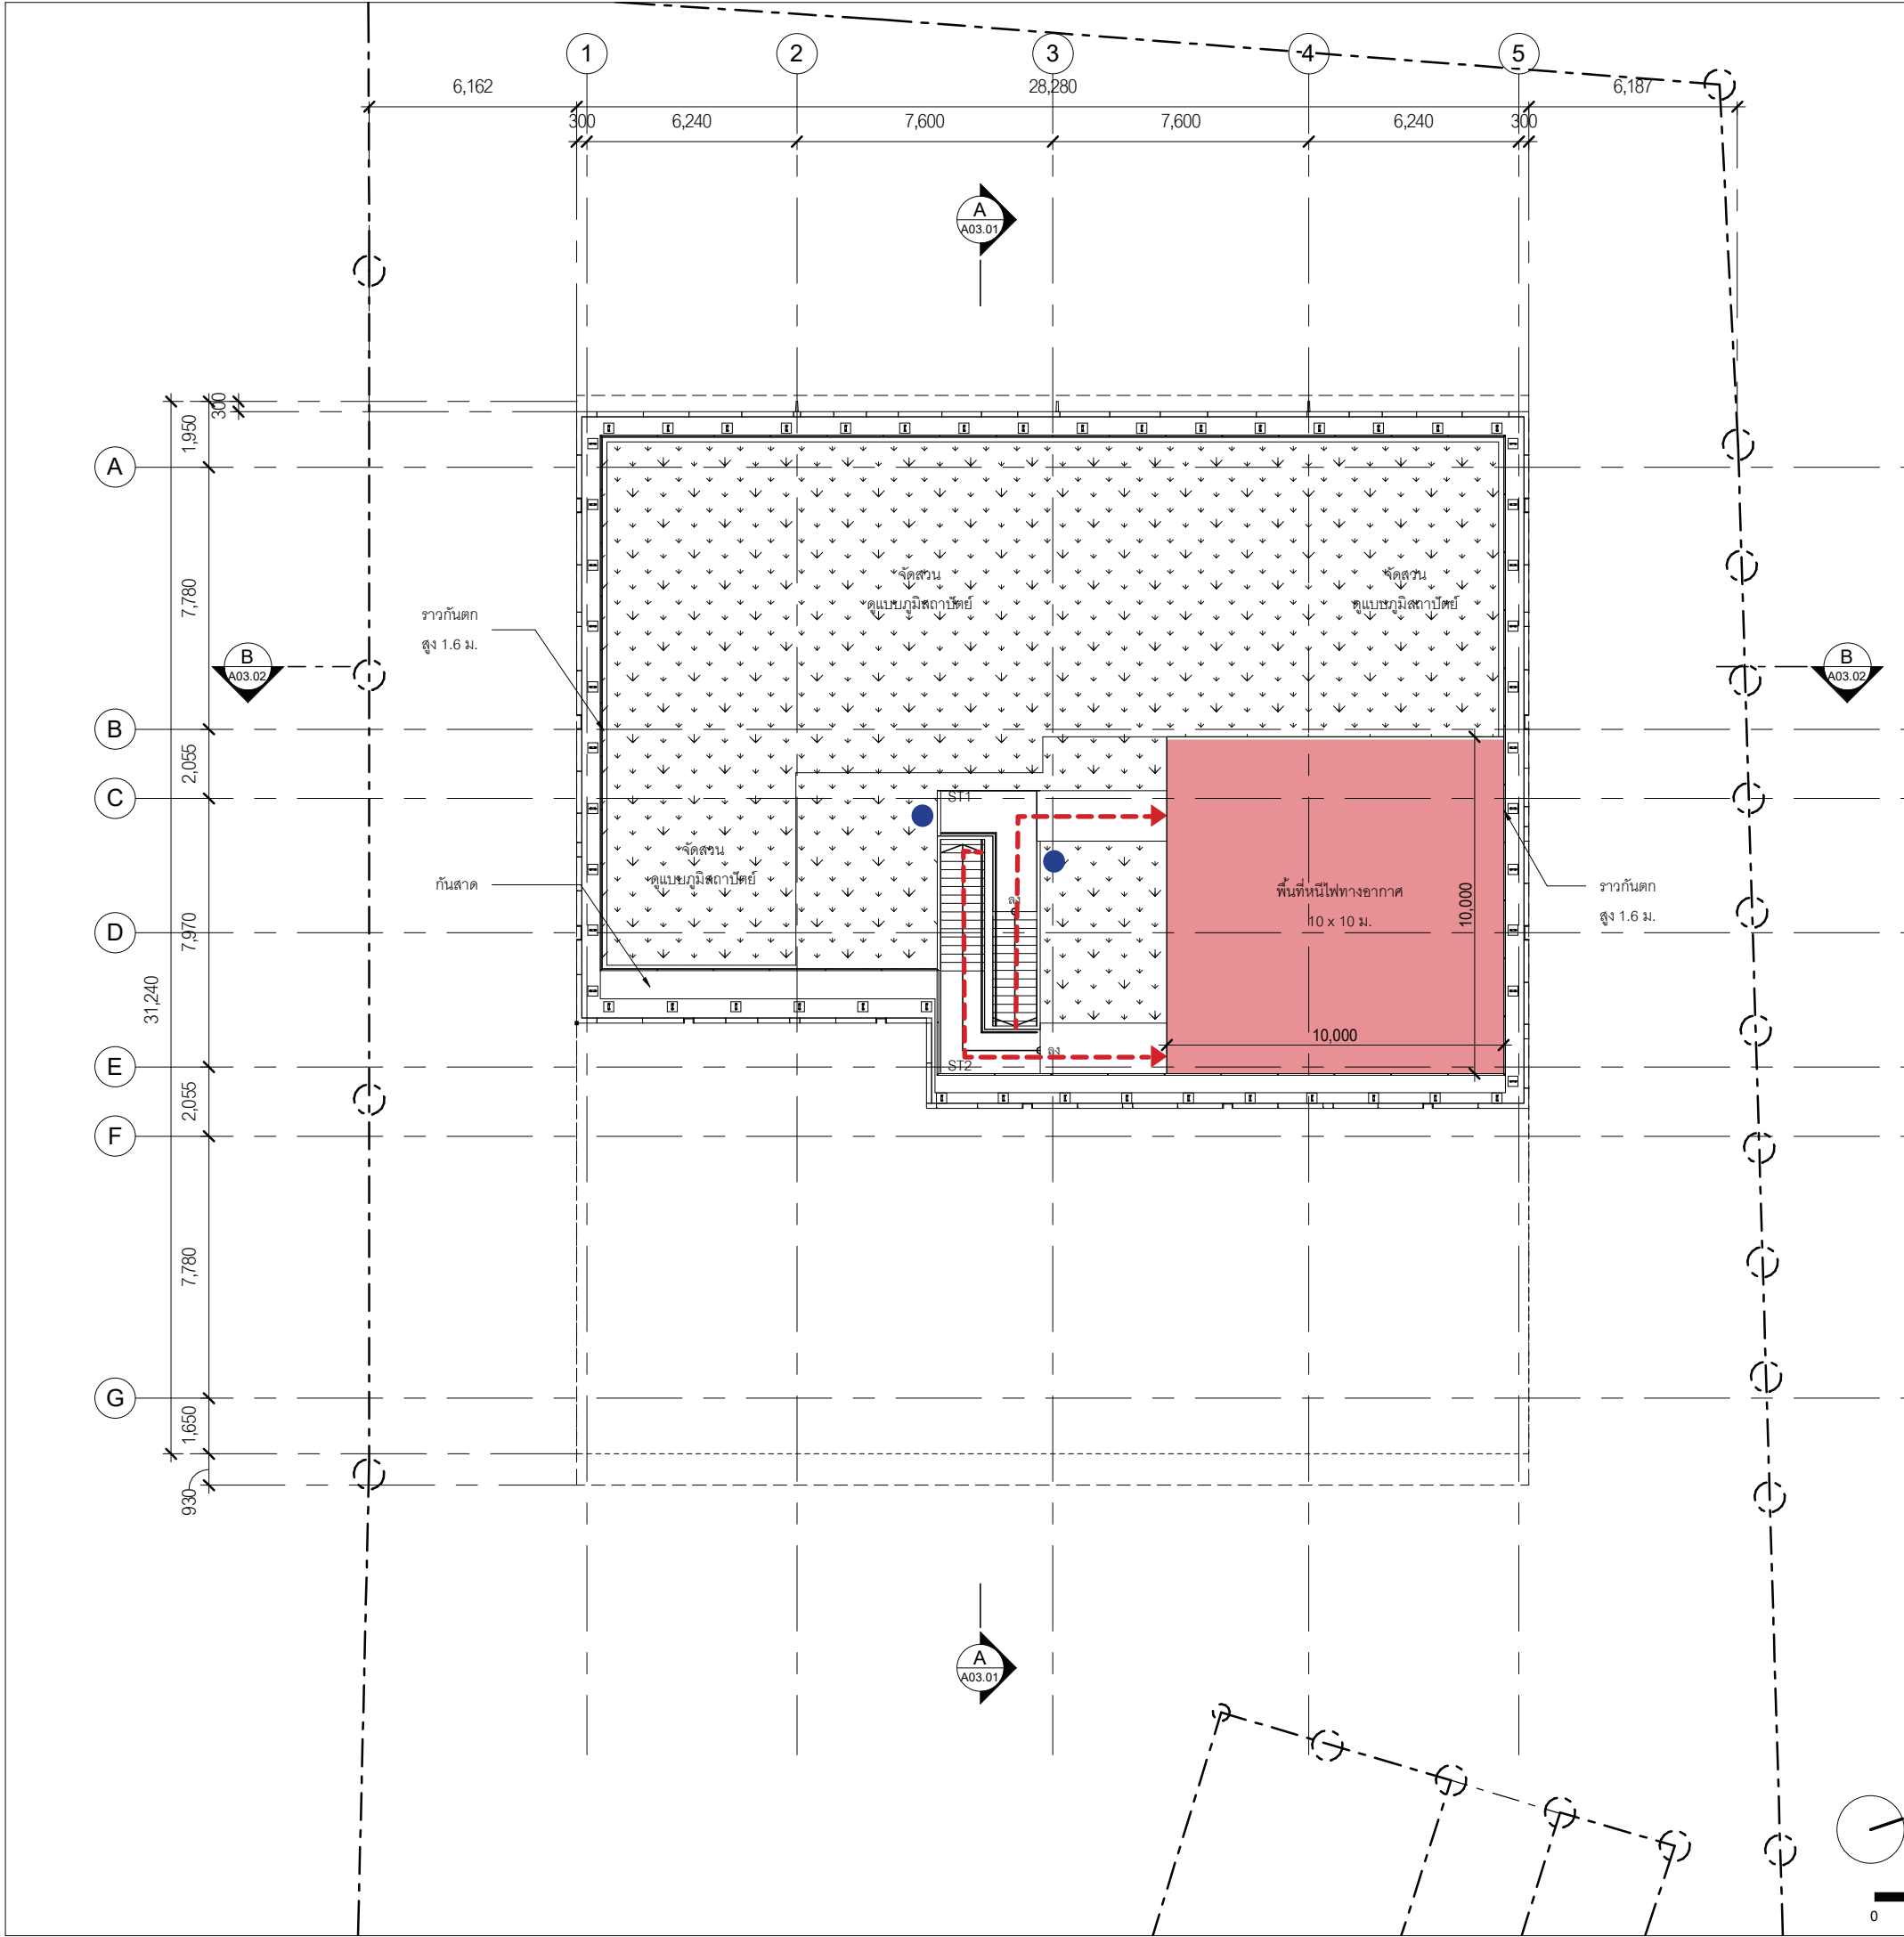 1
2
3
4
5
6,162
28,280
6,187
300
6,240
7,600
7,600
6,240
300
A
A03.01
300
1,950
A
7,780
จัดสวน
ดูแบบภูมิสถาปัตย์
จัดสวน
ดูแบบภูมิสถาปัตย์
ราวกันตก
สูง 1.6 ม.
B
A03.02
B
A03.02
B
2,055
C
ST1
จัดสวน
ดูแบบภูมิสถาปัตย์
กันสาด
ลง
พื้นที่หนีไฟทางอากาศ
10 x 10 ม.
10,000
ราวกันตก
สูง 1.6 ม.
7,970
D
31,240
10,000
ลง
ST2
E
2,055
F
7,780
G
1,650
930
A
A03.01
0